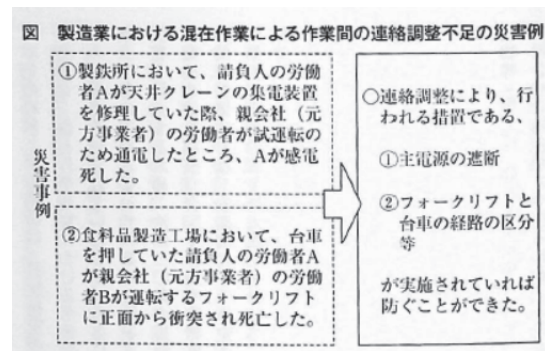 図 製造業における混在作業による作業間の連絡調整不足の災害例
災害事例
①製鉄所において、請負人の労働
者Aが天井クレーンの集電装置
を修理していた際、親会社(元
方事業者)の労働者が試運転の
ため通電したところ、Aが感電
死した。
②食料品製造工場において、台車
を押していた請負人の労働者A
が親会社(元方事業者)の労働
者Bが運転するフォークリフト
に正面から衝突され死亡した。
○連絡調整により、行
われる措置である、
①主電源の遮断
②フォークリフトと
台車の経路の区分
等
が実施されていれば
防ぐことができた。